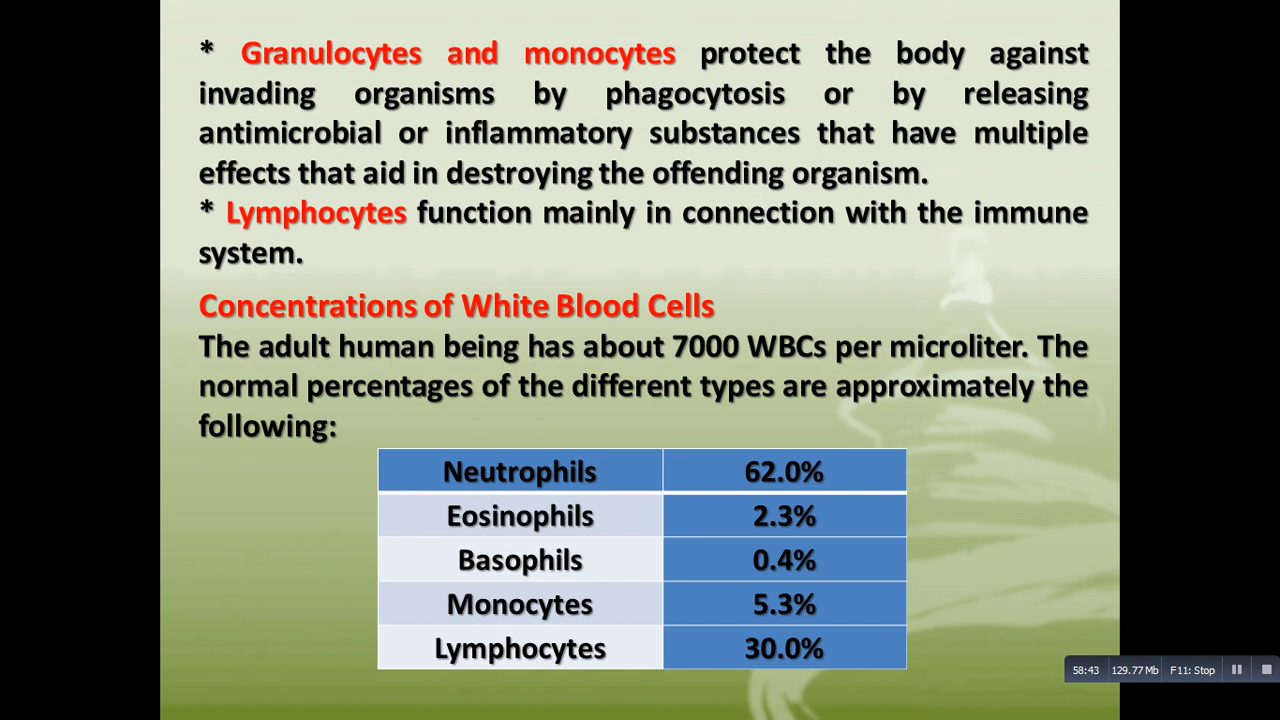 * Granulocytes and monocytes protect the body against
invading organisms by phagocytosis or by releasing
antimicrobial or inflammatory substances that have multiple
effects that aid in destroying the offending organism.
* Lymphocytes function mainly in connection with the immune
system.
Concentrations of White Blood Cells
The adult human being has about 7000 WBCs per microliter. The
normal percentages of the different types are approximately the
following:
Neutrophils 62.0%
Eosinophils 2.3%
Basophils 0.4%
Monocytes 5.3%
Lymphocytes 30.0%
58:43 129.77 Mb F11: Stop